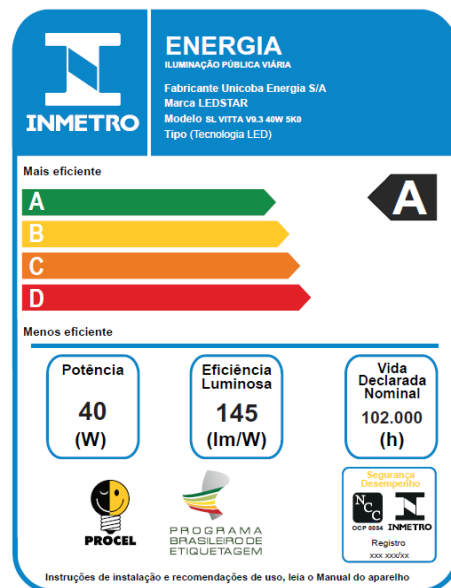 ENERGIA
ILUMINAÇÃO PÚBLICA VIÁRIA
Fabricante Unicoba Energia S/A
Marca LEDSTAR
Modelo SL VITTA V9.3 40W 5K0
Tipo (Tecnologia LED)
INMETRO
Mais eficiente
A
A
B
C
D
Menos eficiente
Potência
40
(W)
Eficiência
Luminosa
145
(lm/W)
Vida
Declarada
Nominal
102.000
(h)
PROCEL
PROGRAMA
BRASILEIRO DE
ETIQUETAGEM
Segurança
Desempenho
NCC
OCP 0034 INMETRO
Registro
xxx xxx/xx
Instruções de instalação e recomendações de uso, leia o Manual do aparelho